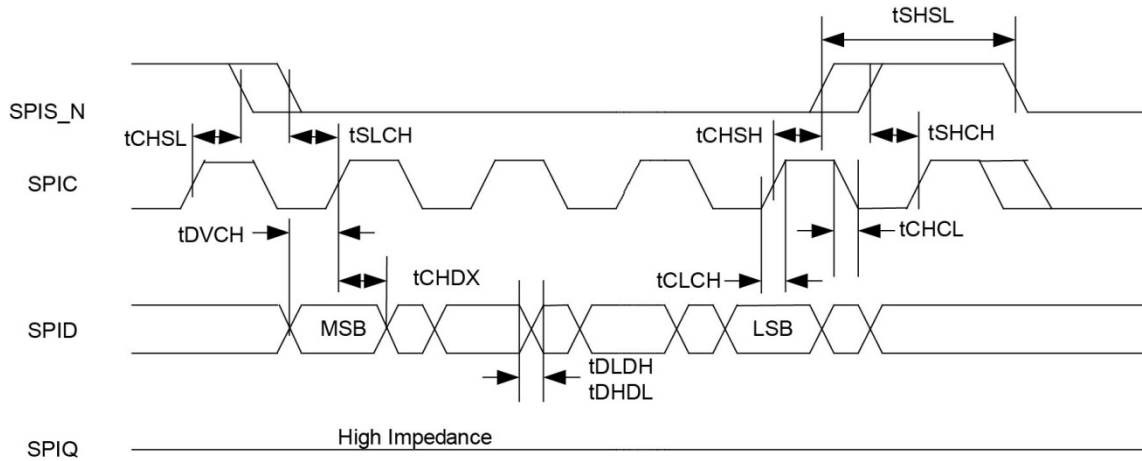 tSHSL
SPIS_N
tCHSL
tSLCH
tCHSH
tSHCH
SPIC
tDVCH
tCHCL
tCHDX
tCLCH
SPID
MSB
LSB
tDLDH
tDHDL
High Impedance
SPIQ